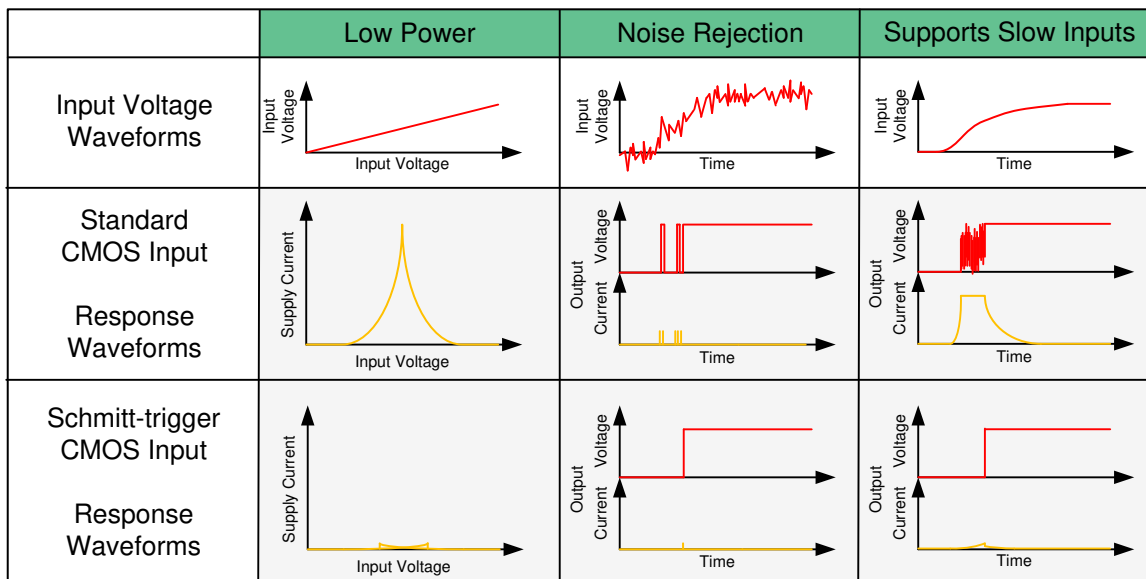 Low Power
Noise Rejection
Supports Slow Inputs
Input Voltage
Waveforms
Input
Voltage
Input Voltage
Input
Voltage
Time
Input
Voltage
Time
Standard
CMOS Input
Response
Waveforms
Supply Current
Input Voltage
Output
Voltage
Current
Time
Output
Voltage
Current
Time
Schmitt-trigger
CMOS Input
Response
Waveforms
Supply Current
Input Voltage
Output
Voltage
Current
Time
Output
Voltage
Current
Time